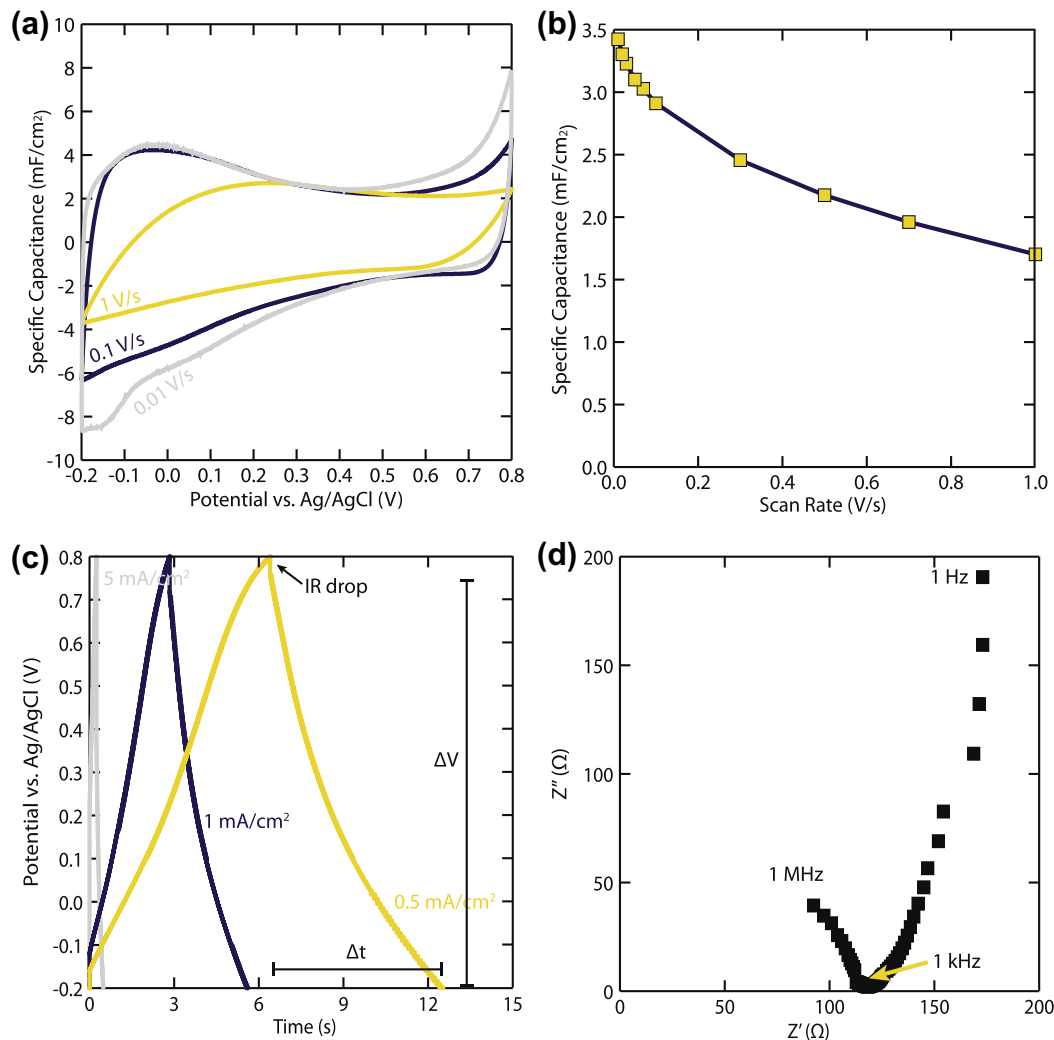 (a)
10
8
6
4
2
0
-2
-4
-6
-8
-10
Specific Capacitance (mF/cm²)
1 V/s
0.1 V/s
0.01 V/s
-0.2 -0.1 0.0 0.1 0.2 0.3 0.4 0.5 0.6 0.7 0.8
Potential vs. Ag/AgCl (V)
(b)
3.5
3.0
2.5
2.0
1.5
1.0
0.5
0.0
Specific Capacitance (mF/cm²)
0.0 0.2 0.4 0.6 0.8 1.0
Scan Rate (V/s)
(c)
0.8
0.7
0.6
0.5
0.4
0.3
0.2
0.1
0.0
-0.1
-0.2
Potential vs. Ag/AgCl (V)
5 mA/cm²
IR drop
ΔV
1 mA/cm²
0.5 mA/cm²
Δt
0 3 6 9 12 15
Time (s)
(d)
200
150
100
50
0
Z″ (Ω)
1 Hz
1 MHz
1 kHz
0 50 100 150 200
Z′ (Ω)